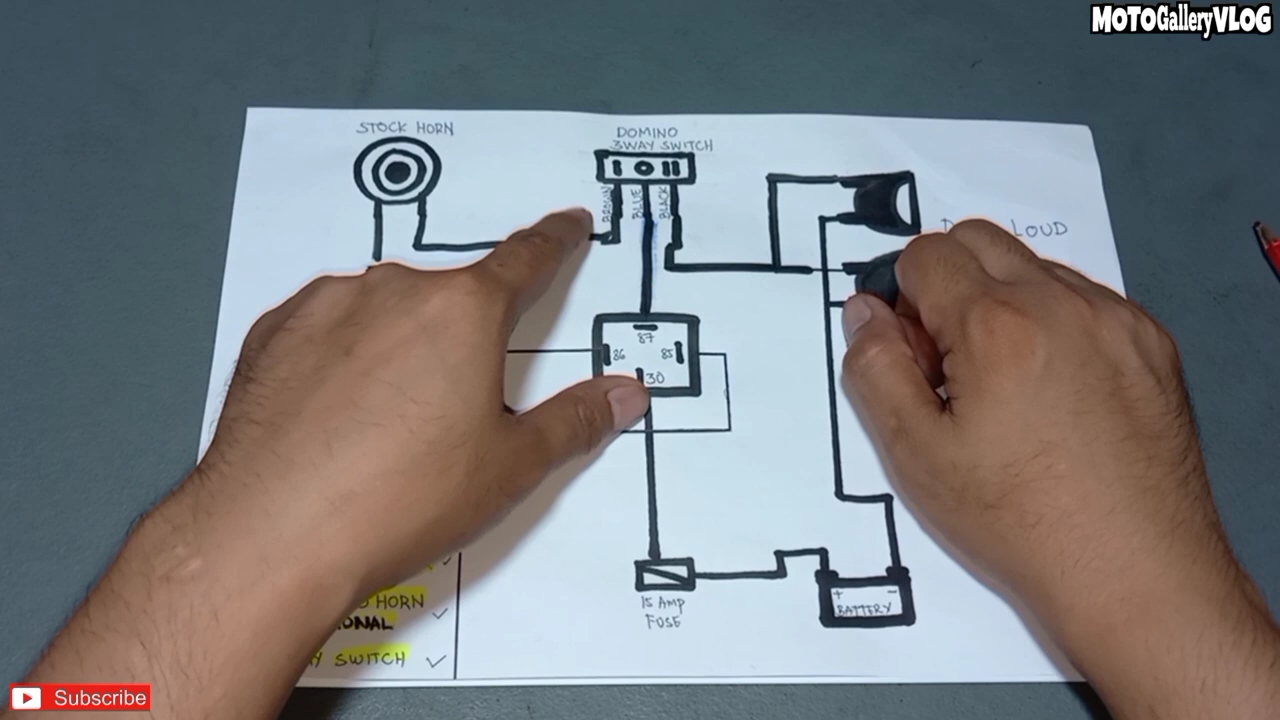 MOTOGalleryVLOG
STOCK HORN
DOMINO
3WAY SWITCH
BROWN
BLUE
BLACK
LOUD
87
86
85
30
15 AMP
FUSE
+ -
BATTERY
HORN
ONAL
SWITCH
Subscribe